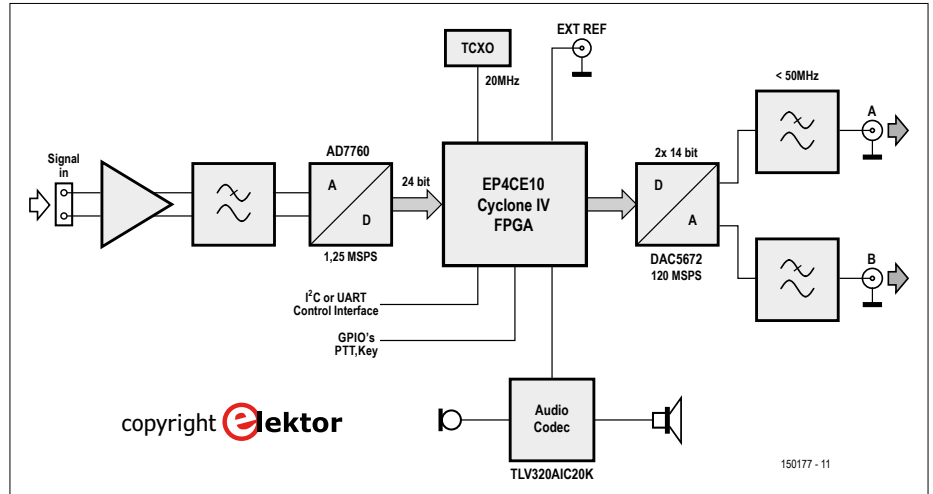 EXT REF
TCXO
20MHz
< 50MHz
A
Signal
in
AD7760
A
D
1,25 MSPS
24 bit
EP4CE10
Cyclone IV
FPGA
2x 14 bit
D
A
DAC5672
120 MSPS
B
I²C or UART
Control Interface
GPIO's
PTT,Key
copyright elektor
Audio
Codec
TLV320AIC20K
150177 - 11